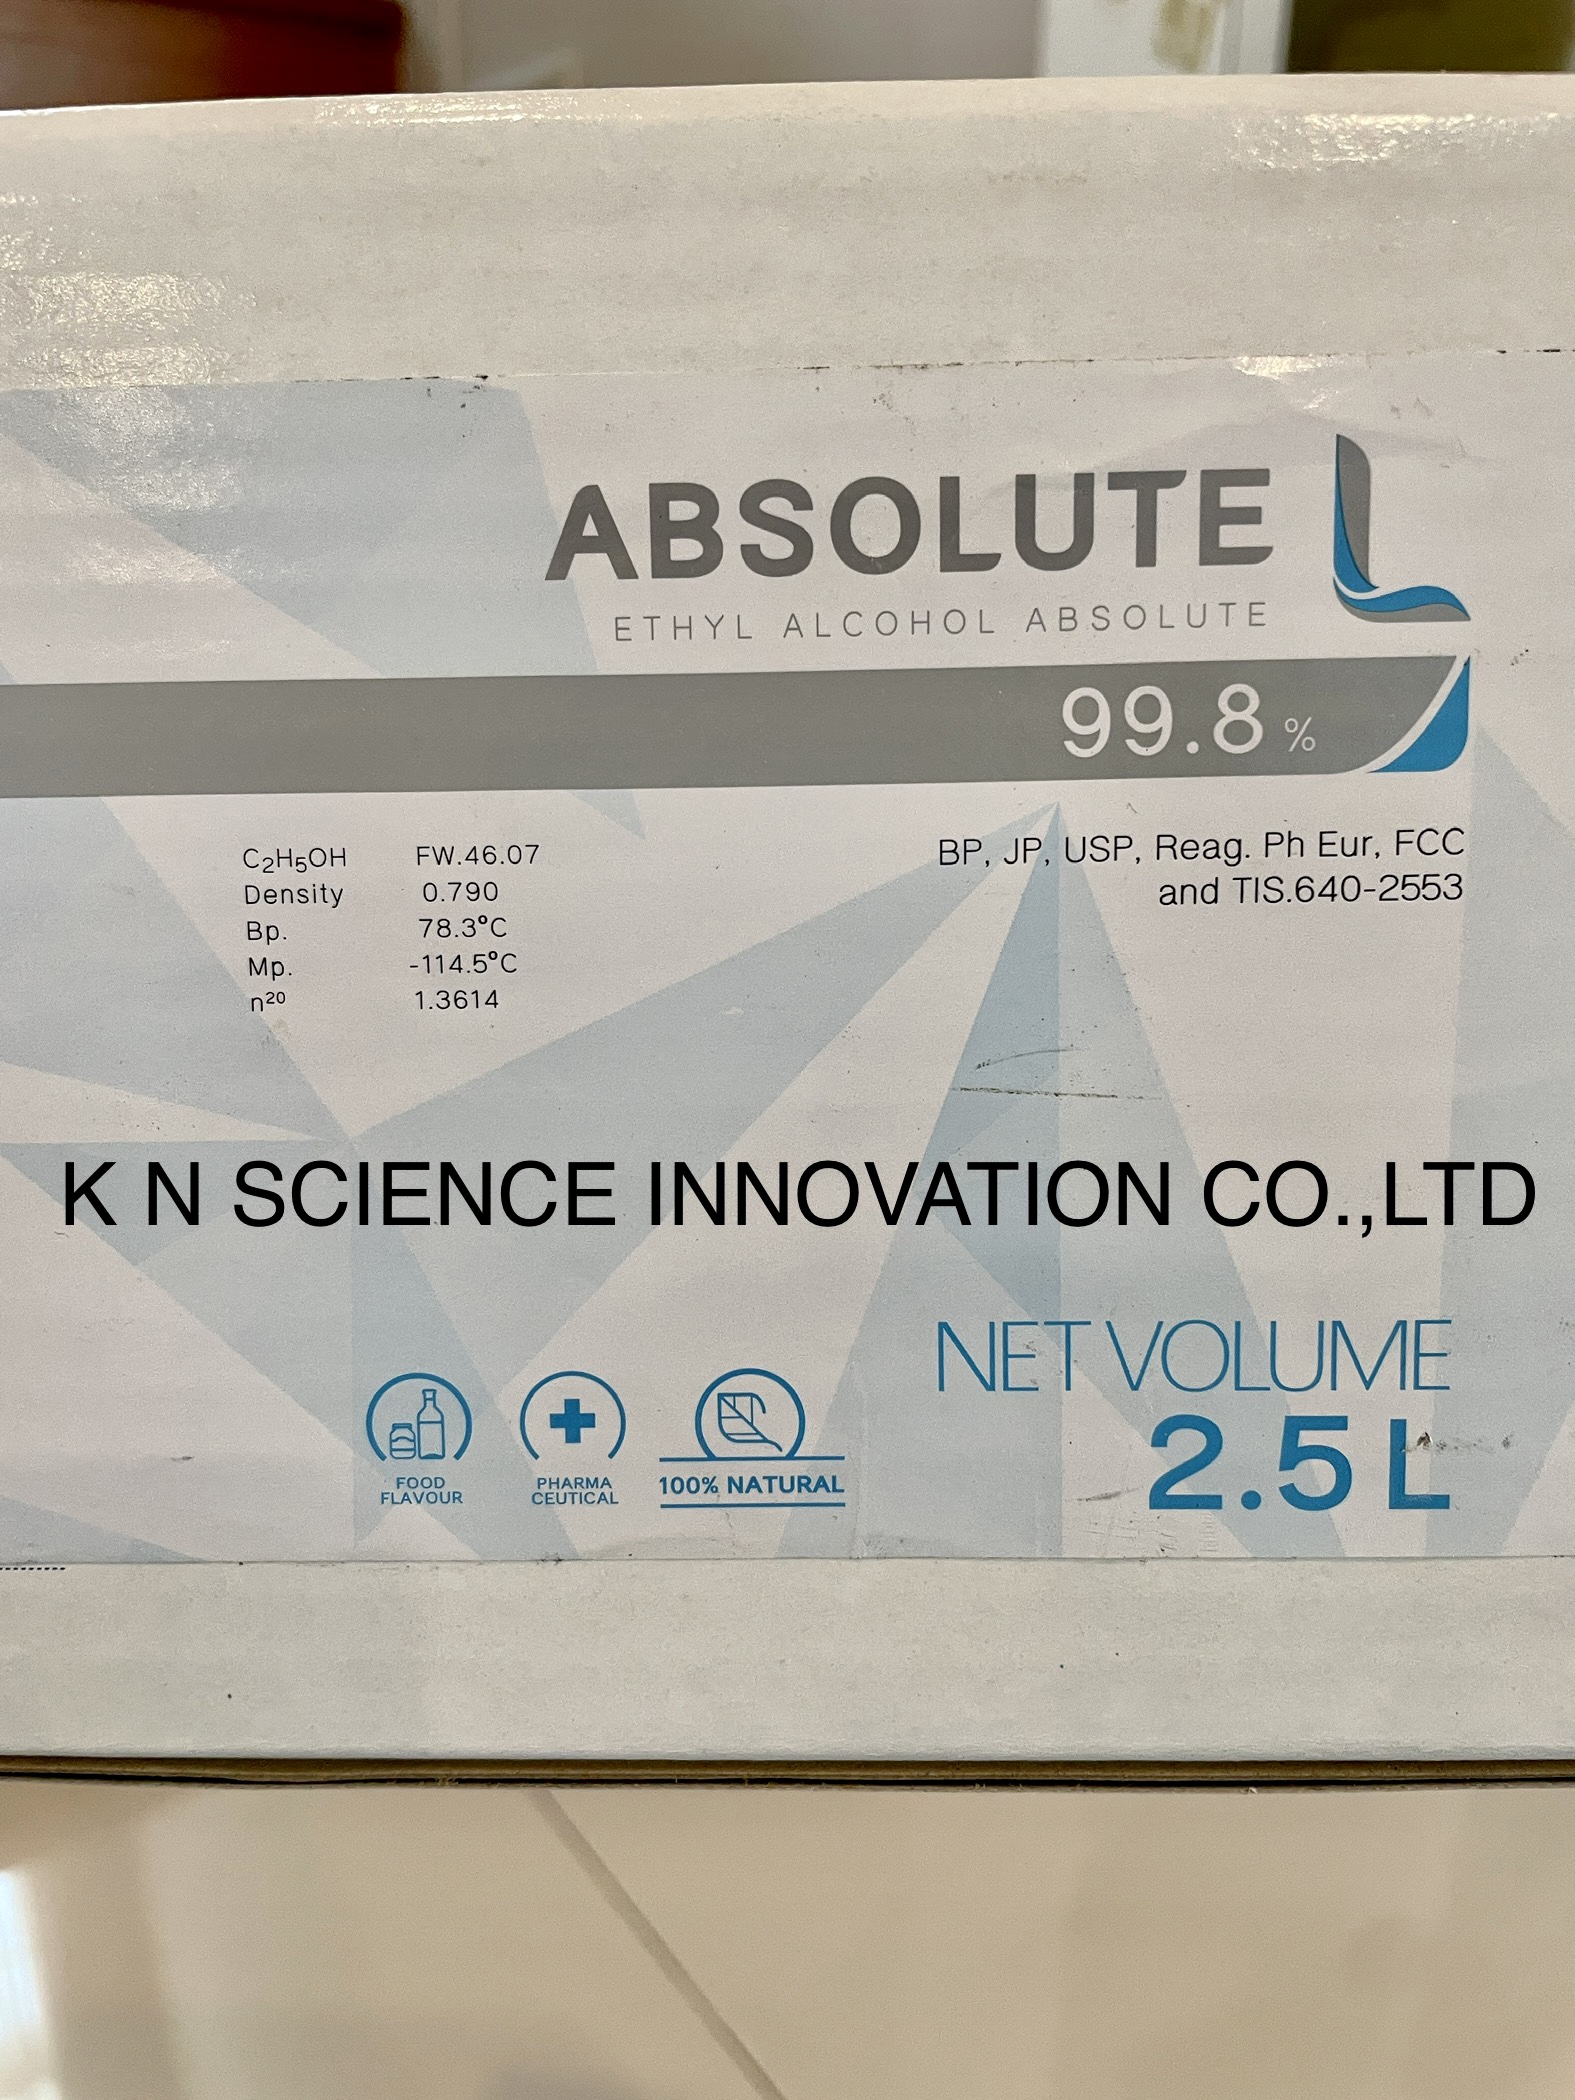 ABSOLUTE
ETHYL ALCOHOL ABSOLUTE
99.8 %
C₂H₅OH FW.46.07
Density 0.790
Bp. 78.3°C
Mp. -114.5°C
n²⁰ 1.3614
BP, JP, USP, Reag. Ph Eur, FCC
and TIS.640-2553
K N SCIENCE INNOVATION CO.,LTD
NET VOLUME
2.5 L
FOOD
FLAVOUR
PHARMA
CEUTICAL
100% NATURAL